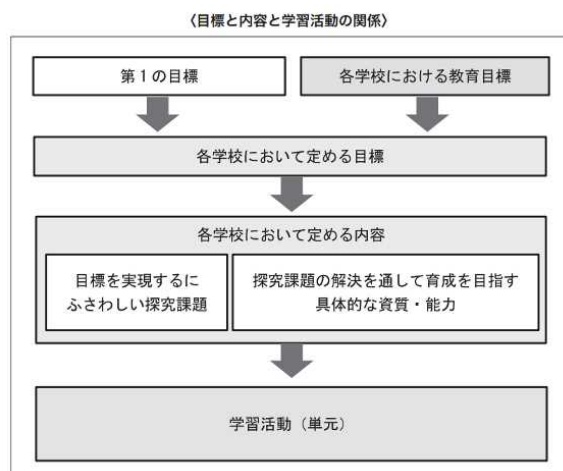 〈目標と内容と学習活動の関係〉
第1の目標
各学校における教育目標
各学校において定める目標
各学校において定める内容
目標を実現するに
ふさわしい探究課題
探究課題の解決を通して育成を目指す
具体的な資質・能力
学習活動（単元）